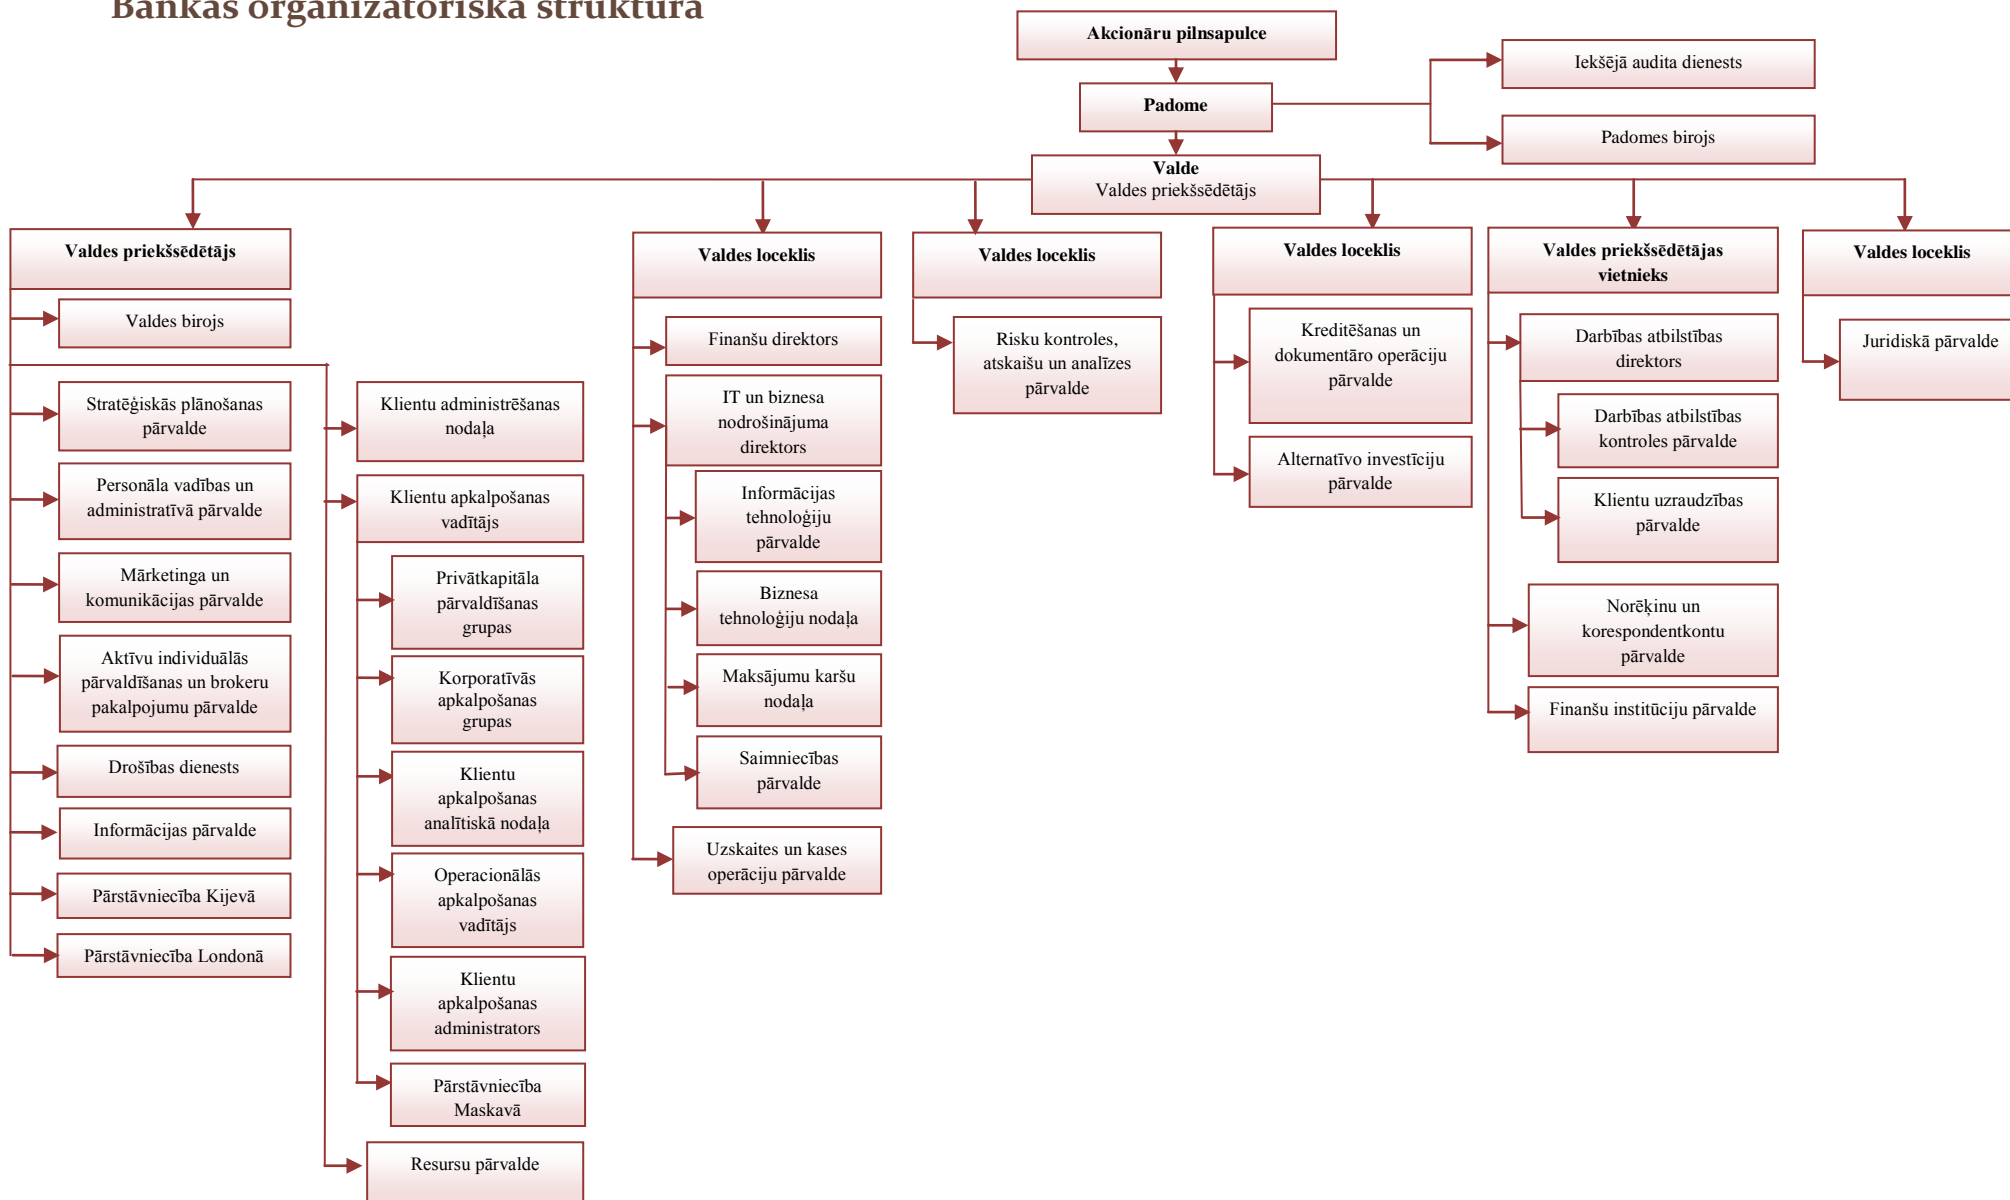 Bankas organizatoriskā struktūra
Akcionāru pilnsapulce
Iekšējā audita dienests
Padome
Padomes birojs
Valde
Valdes priekšsēdētājs
Valdes priekšsēdētājs
Valdes birojs
Stratēģiskās plānošanas
pārvalde
Personāla vadības un
administratīvā pārvalde
Mārketinga un
komunikācijas pārvalde
Aktīvu individuālās
pārvaldīšanas un brokeru
pakalpojumu pārvalde
Drošības dienests
Informācijas pārvalde
Pārstāvniecība Kijevā
Pārstāvniecība Londonā
Klientu administrēšanas
nodaļa
Klientu apkalpošanas
vadītājs
Privātkapitāla
pārvaldīšanas
grupas
Korporatīvās
apkalpošanas
grupas
Klientu
apkalpošanas
analītiskā nodaļa
Operacionālās
apkalpošanas
vadītājs
Klientu
apkalpošanas
administrators
Pārstāvniecība
Maskavā
Resursu pārvalde
Valdes loceklis
Finanšu direktors
IT un biznesa
nodrošinājuma
direktors
Informācijas
tehnoloģiju
pārvalde
Biznesa
tehnoloģiju nodaļa
Maksājumu karšu
nodaļa
Saimniecības
pārvalde
Uzskaites un kases
operāciju pārvalde
Valdes loceklis
Risku kontroles,
atskaišu un analīzes
pārvalde
Valdes loceklis
Kreditēšanas un
dokumentāro operāciju
pārvalde
Alternatīvo investīciju
pārvalde
Valdes priekšsēdētājas
vietnieks
Darbības atbilstības
direktors
Darbības atbilstības
kontroles pārvalde
Klientu uzraudzības
pārvalde
Norēķinu un
korespondentkontu
pārvalde
Finanšu institūciju pārvalde
Valdes loceklis
Juridiskā pārvalde